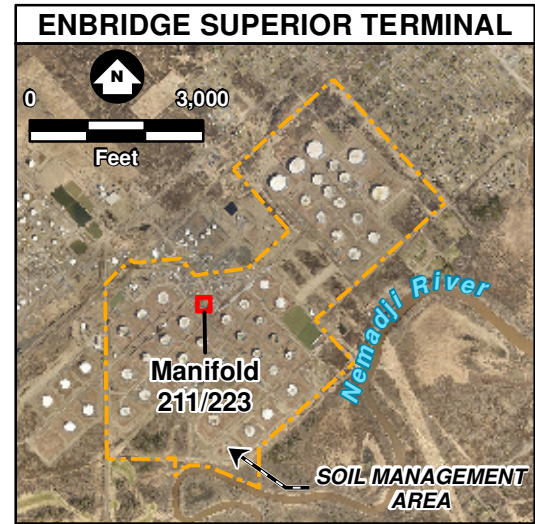 ENBRIDGE SUPERIOR TERMINAL
N
0 3,000
Feet
Nemadji River
Manifold
211/223
SOIL MANAGEMENT
AREA